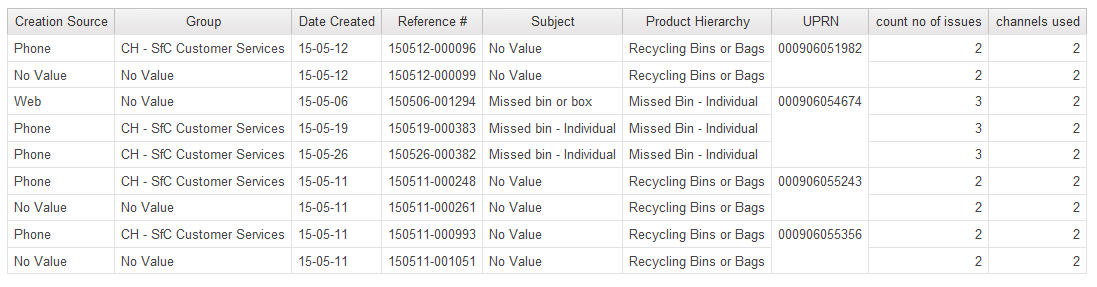 Creation Source Group Date Created Reference # Subject Product Hierarchy UPRN count no of issues channels used
Phone CH - SfC Customer Services 15-05-12 150512-000096 No Value Recycling Bins or Bags 000906051982 2 2
No Value No Value 15-05-12 150512-000099 No Value Recycling Bins or Bags 2 2
Web No Value 15-05-06 150506-001294 Missed bin or box Missed Bin - Individual 000906054674 3 2
Phone CH - SfC Customer Services 15-05-19 150519-000383 Missed bin - Individual Missed Bin - Individual 3 2
Phone CH - SfC Customer Services 15-05-26 150526-000382 Missed bin - Individual Missed Bin - Individual 3 2
Phone CH - SfC Customer Services 15-05-11 150511-000248 No Value Recycling Bins or Bags 000906055243 2 2
No Value No Value 15-05-11 150511-000261 No Value Recycling Bins or Bags 2 2
Phone CH - SfC Customer Services 15-05-11 150511-000993 No Value Recycling Bins or Bags 000906055356 2 2
No Value No Value 15-05-11 150511-001051 No Value Recycling Bins or Bags 2 2